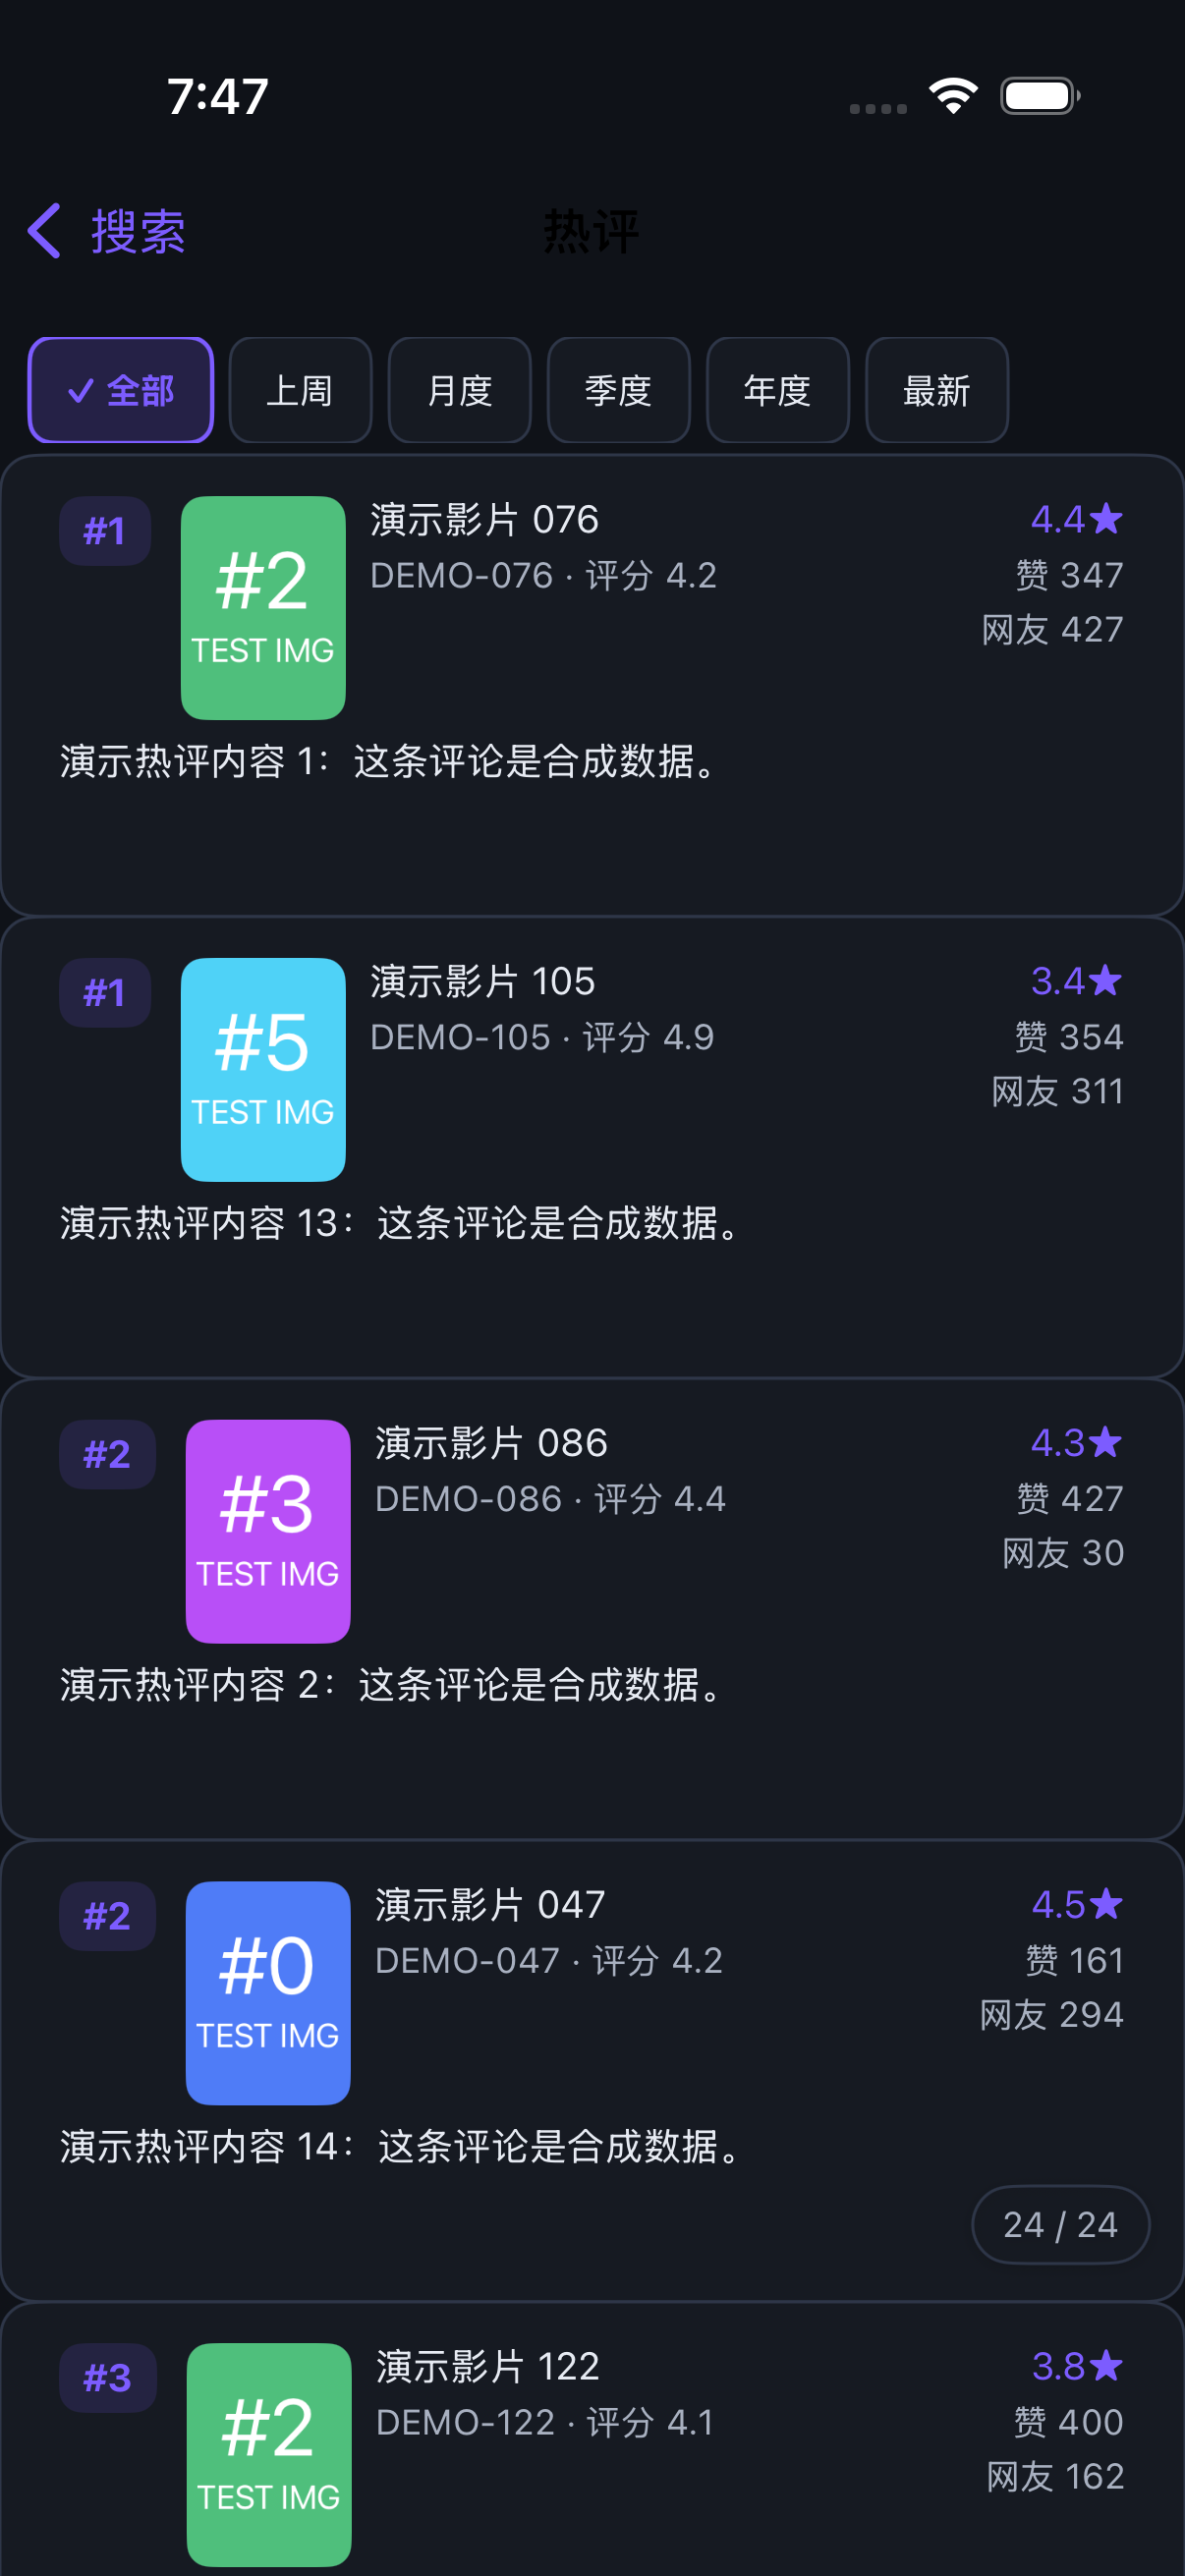 7:47
搜索
热评
全部
上周
月度
季度
年度
最新
#1
#2
TEST IMG
演示影片 076
DEMO-076 · 评分 4.2
4.4★
赞 347
网友 427
演示热评内容 1：这条评论是合成数据。
#1
#5
TEST IMG
演示影片 105
DEMO-105 · 评分 4.9
3.4★
赞 354
网友 311
演示热评内容 13：这条评论是合成数据。
#2
#3
TEST IMG
演示影片 086
DEMO-086 · 评分 4.4
4.3★
赞 427
网友 30
演示热评内容 2：这条评论是合成数据。
#2
#0
TEST IMG
演示影片 047
DEMO-047 · 评分 4.2
4.5★
赞 161
网友 294
演示热评内容 14：这条评论是合成数据。
24 / 24
#3
#2
TEST IMG
演示影片 122
DEMO-122 · 评分 4.1
3.8★
赞 400
网友 162